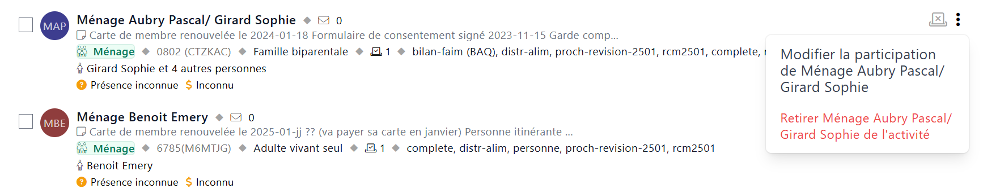 MAP Ménage Aubry Pascal/ Girard Sophie 0
Carte de membre renouvelée le 2024-01-18 Formulaire de consentement signé 2023-11-15 Garde comp...
Ménage 0802 (CTZKAC) Famille biparentale 1 bilan-faim (BAQ), distr-alim, proch-revision-2501, rcm2501, complete,
Girard Sophie et 4 autres personnes
? Présence inconnue $ Inconnu
Modifier la participation
de Ménage Aubry Pascal/
Girard Sophie
Retirer Ménage Aubry Pascal/
Girard Sophie de l'activité
MBE Ménage Benoit Emery 0
Carte de membre renouvelée le 2025-01-jj ?? (va payer sa carte en janvier) Personne itinérante ...
Ménage 6785(M6MTJG) Adulte vivant seul 1 complete, distr-alim, personne, proch-revision-2501, rcm2501
Benoit Emery
? Présence inconnue $ Inconnu